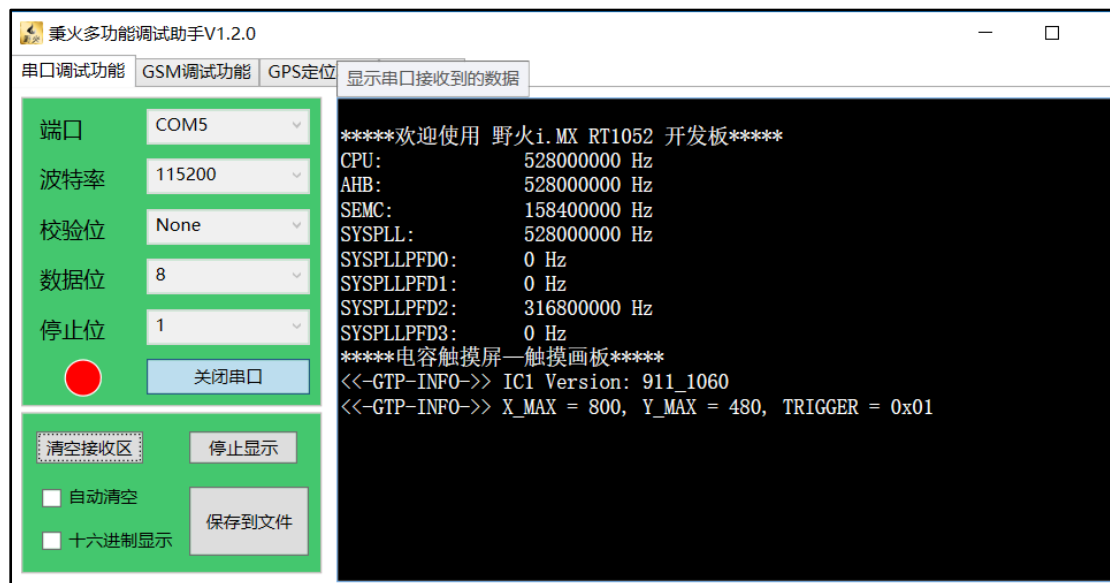 秉火多功能调试助手V1.2.0
串口调试功能 GSM调试功能 GPS定位
显示串口接收到的数据
端口 COM5
波特率 115200
校验位 None
数据位 8
停止位 1
关闭串口
清空接收区 停止显示
自动清空
保存到文件
十六进制显示
*****欢迎使用 野火i.MX RT1052 开发板*****
CPU: 528000000 Hz
AHB: 528000000 Hz
SEMC: 158400000 Hz
SYSPLL: 528000000 Hz
SYSPLLPFD0: 0 Hz
SYSPLLPFD1: 0 Hz
SYSPLLPFD2: 316800000 Hz
SYSPLLPFD3: 0 Hz
*****电容触摸屏—触摸画板*****
<<-GTP-INFO->> IC1 Version: 911_1060
<<-GTP-INFO->> X_MAX = 800, Y_MAX = 480, TRIGGER = 0x01